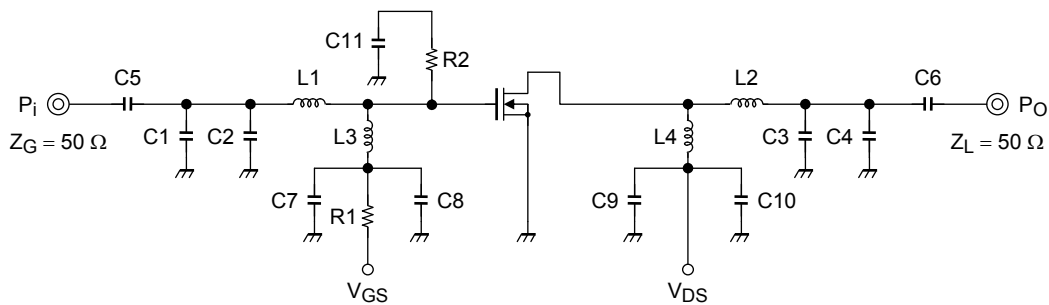 C11
R2
C5
L1
L2
C6
Pi
PO
C1
C2
L3
L4
C3
C4
ZG = 50 Ω
ZL = 50 Ω
C7
R1
C8
C9
C10
VGS
VDS